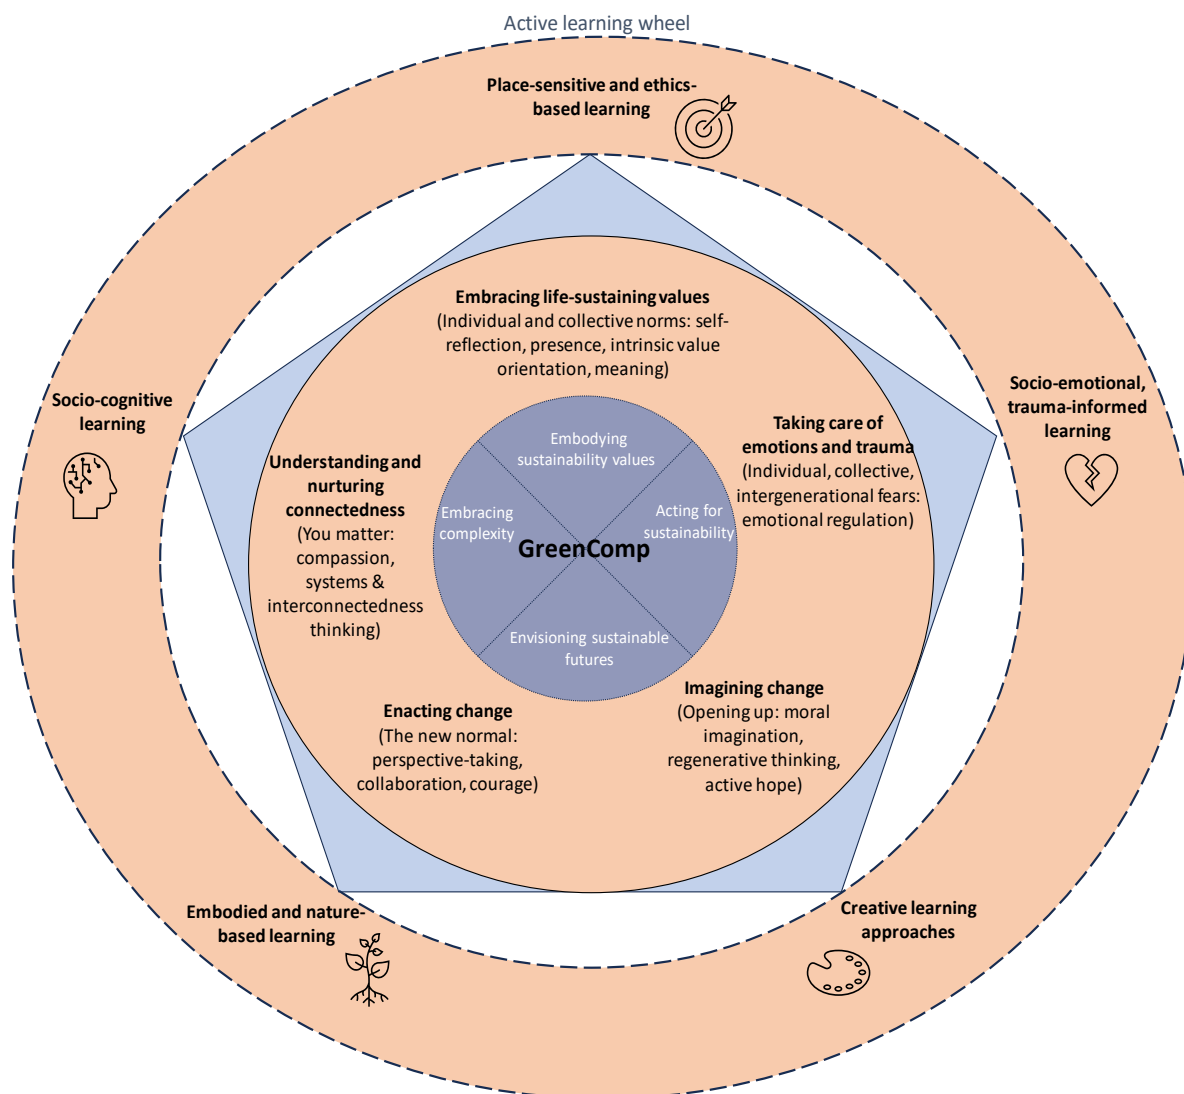 Active learning wheel
Place-sensitive and ethics-
based learning
Embracing life-sustaining values
(Individual and collective norms: self-
reflection, presence, intrinsic value
orientation, meaning)
Socio-cognitive
learning
Socio-emotional,
trauma-informed
learning
Taking care of
emotions and trauma
(Individual, collective,
intergenerational fears:
emotional regulation)
Understanding and
nurturing
connectedness
(You matter:
compassion,
systems &
interconnectedness
thinking)
Embodying
sustainability values
Embracing
complexity
Acting for
sustainability
GreenComp
Envisioning sustainable
futures
Imagining change
(Opening up: moral
imagination,
regenerative thinking,
active hope)
Enacting change
(The new normal:
perspective-taking,
collaboration, courage)
Embodied and nature-
based learning
Creative learning
approaches